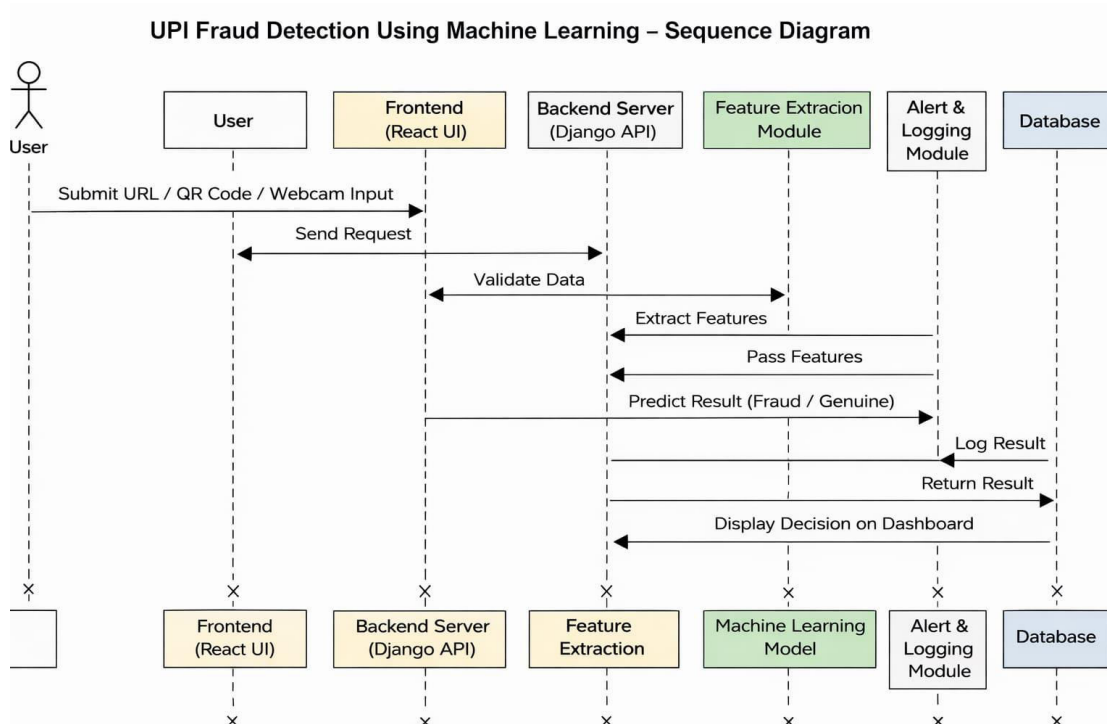 UPI Fraud Detection Using Machine Learning – Sequence Diagram
User
User
Frontend
(React UI)
Backend Server
(Django API)
Feature Extracion
Module
Alert &
Logging
Module
Database
Submit URL / QR Code / Webcam Input
Send Request
Validate Data
Extract Features
Pass Features
Predict Result (Fraud / Genuine)
Log Result
Return Result
Display Decision on Dashboard
Frontend
(React UI)
Backend Server
(Django API)
Feature
Extraction
Machine Learning
Model
Alert &
Logging
Module
Database